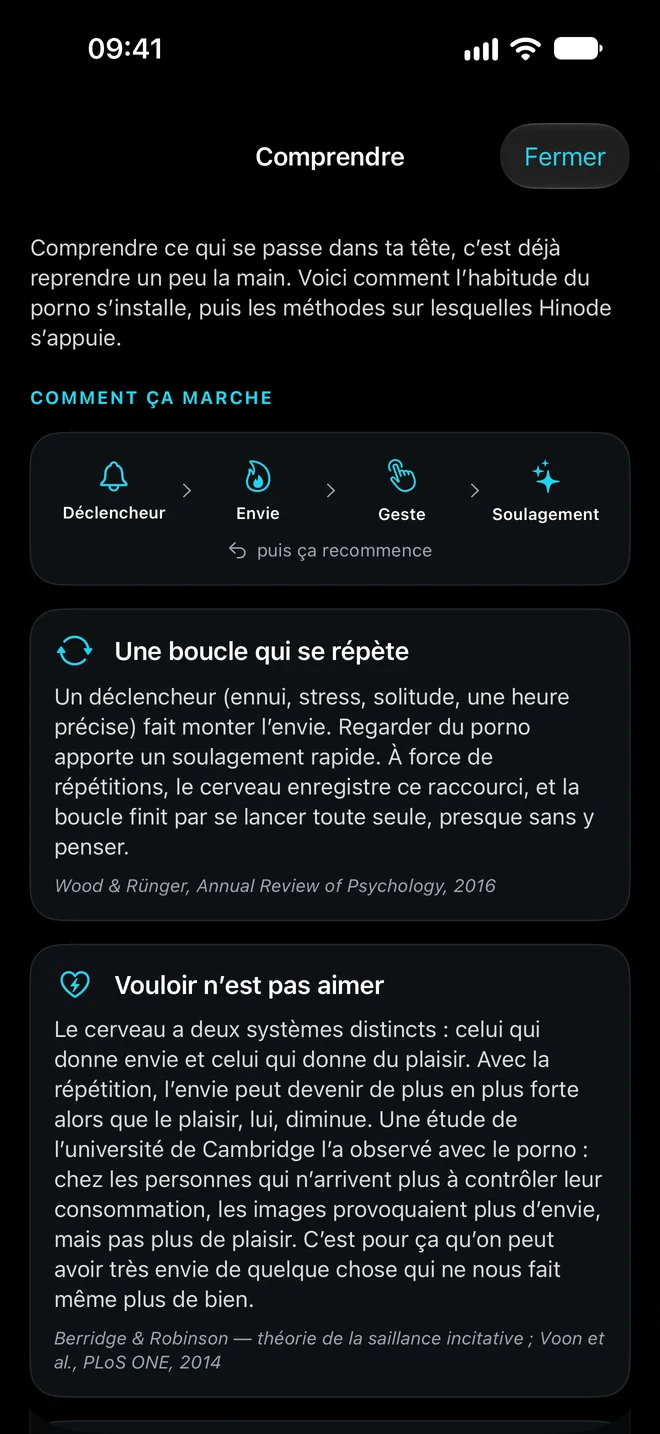 09:41
Comprendre
Fermer
Comprendre ce qui se passe dans ta tête, c’est déjà
reprendre un peu la main. Voici comment l’habitude du
porno s’installe, puis les méthodes sur lesquelles Hinode
s’appuie.
COMMENT ÇA MARCHE
Déclencheur
Envie
Geste
Soulagement
puis ça recommence
Une boucle qui se répète
Un déclencheur (ennui, stress, solitude, une heure
précise) fait monter l’envie. Regarder du porno
apporte un soulagement rapide. À force de
répétitions, le cerveau enregistre ce raccourci, et la
boucle finit par se lancer toute seule, presque sans y
penser.
Wood & Rünger, Annual Review of Psychology, 2016
Vouloir n’est pas aimer
Le cerveau a deux systèmes distincts : celui qui
donne envie et celui qui donne du plaisir. Avec la
répétition, l’envie peut devenir de plus en plus forte
alors que le plaisir, lui, diminue. Une étude de
l’université de Cambridge l’a observé avec le porno :
chez les personnes qui n’arrivent plus à contrôler leur
consommation, les images provoquaient plus d’envie,
mais pas plus de plaisir. C’est pour ça qu’on peut
avoir très envie de quelque chose qui ne nous fait
même plus de bien.
Berridge & Robinson — théorie de la saillance incitative ; Voon et
al., PLoS ONE, 2014